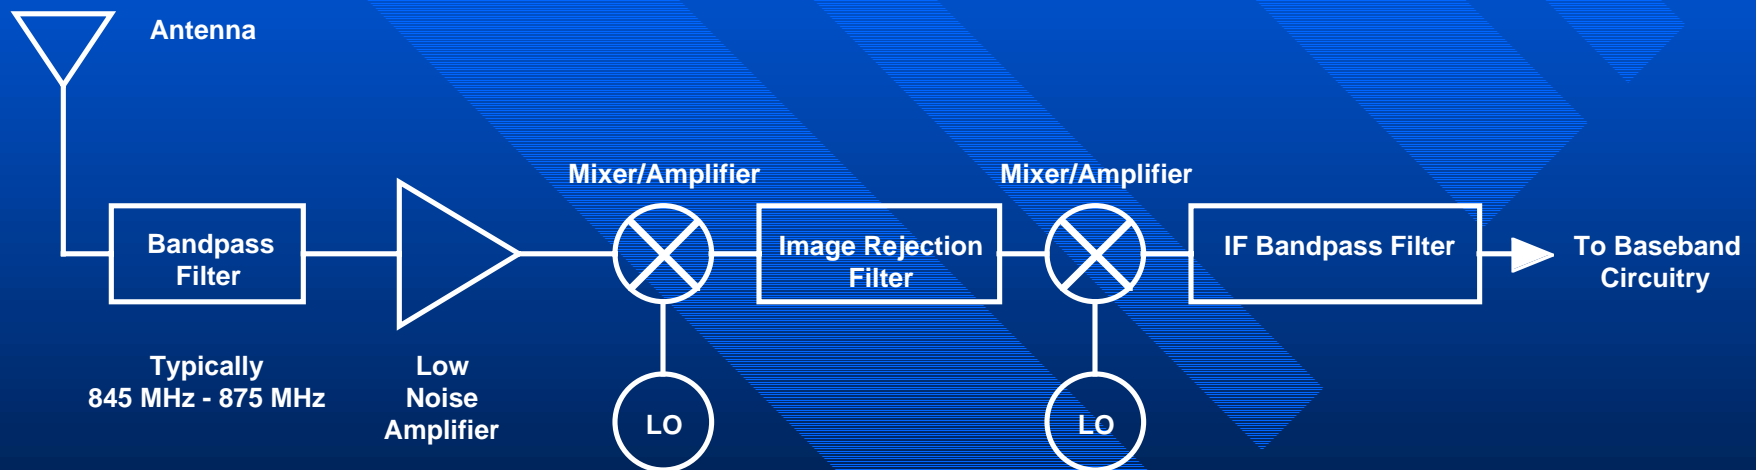 Antenna
Mixer/Amplifier
Mixer/Amplifier
Bandpass
Filter
Image Rejection
Filter
IF Bandpass Filter
To Baseband
Circuitry
Typically
845 MHz - 875 MHz
Low
Noise
Amplifier
LO
LO